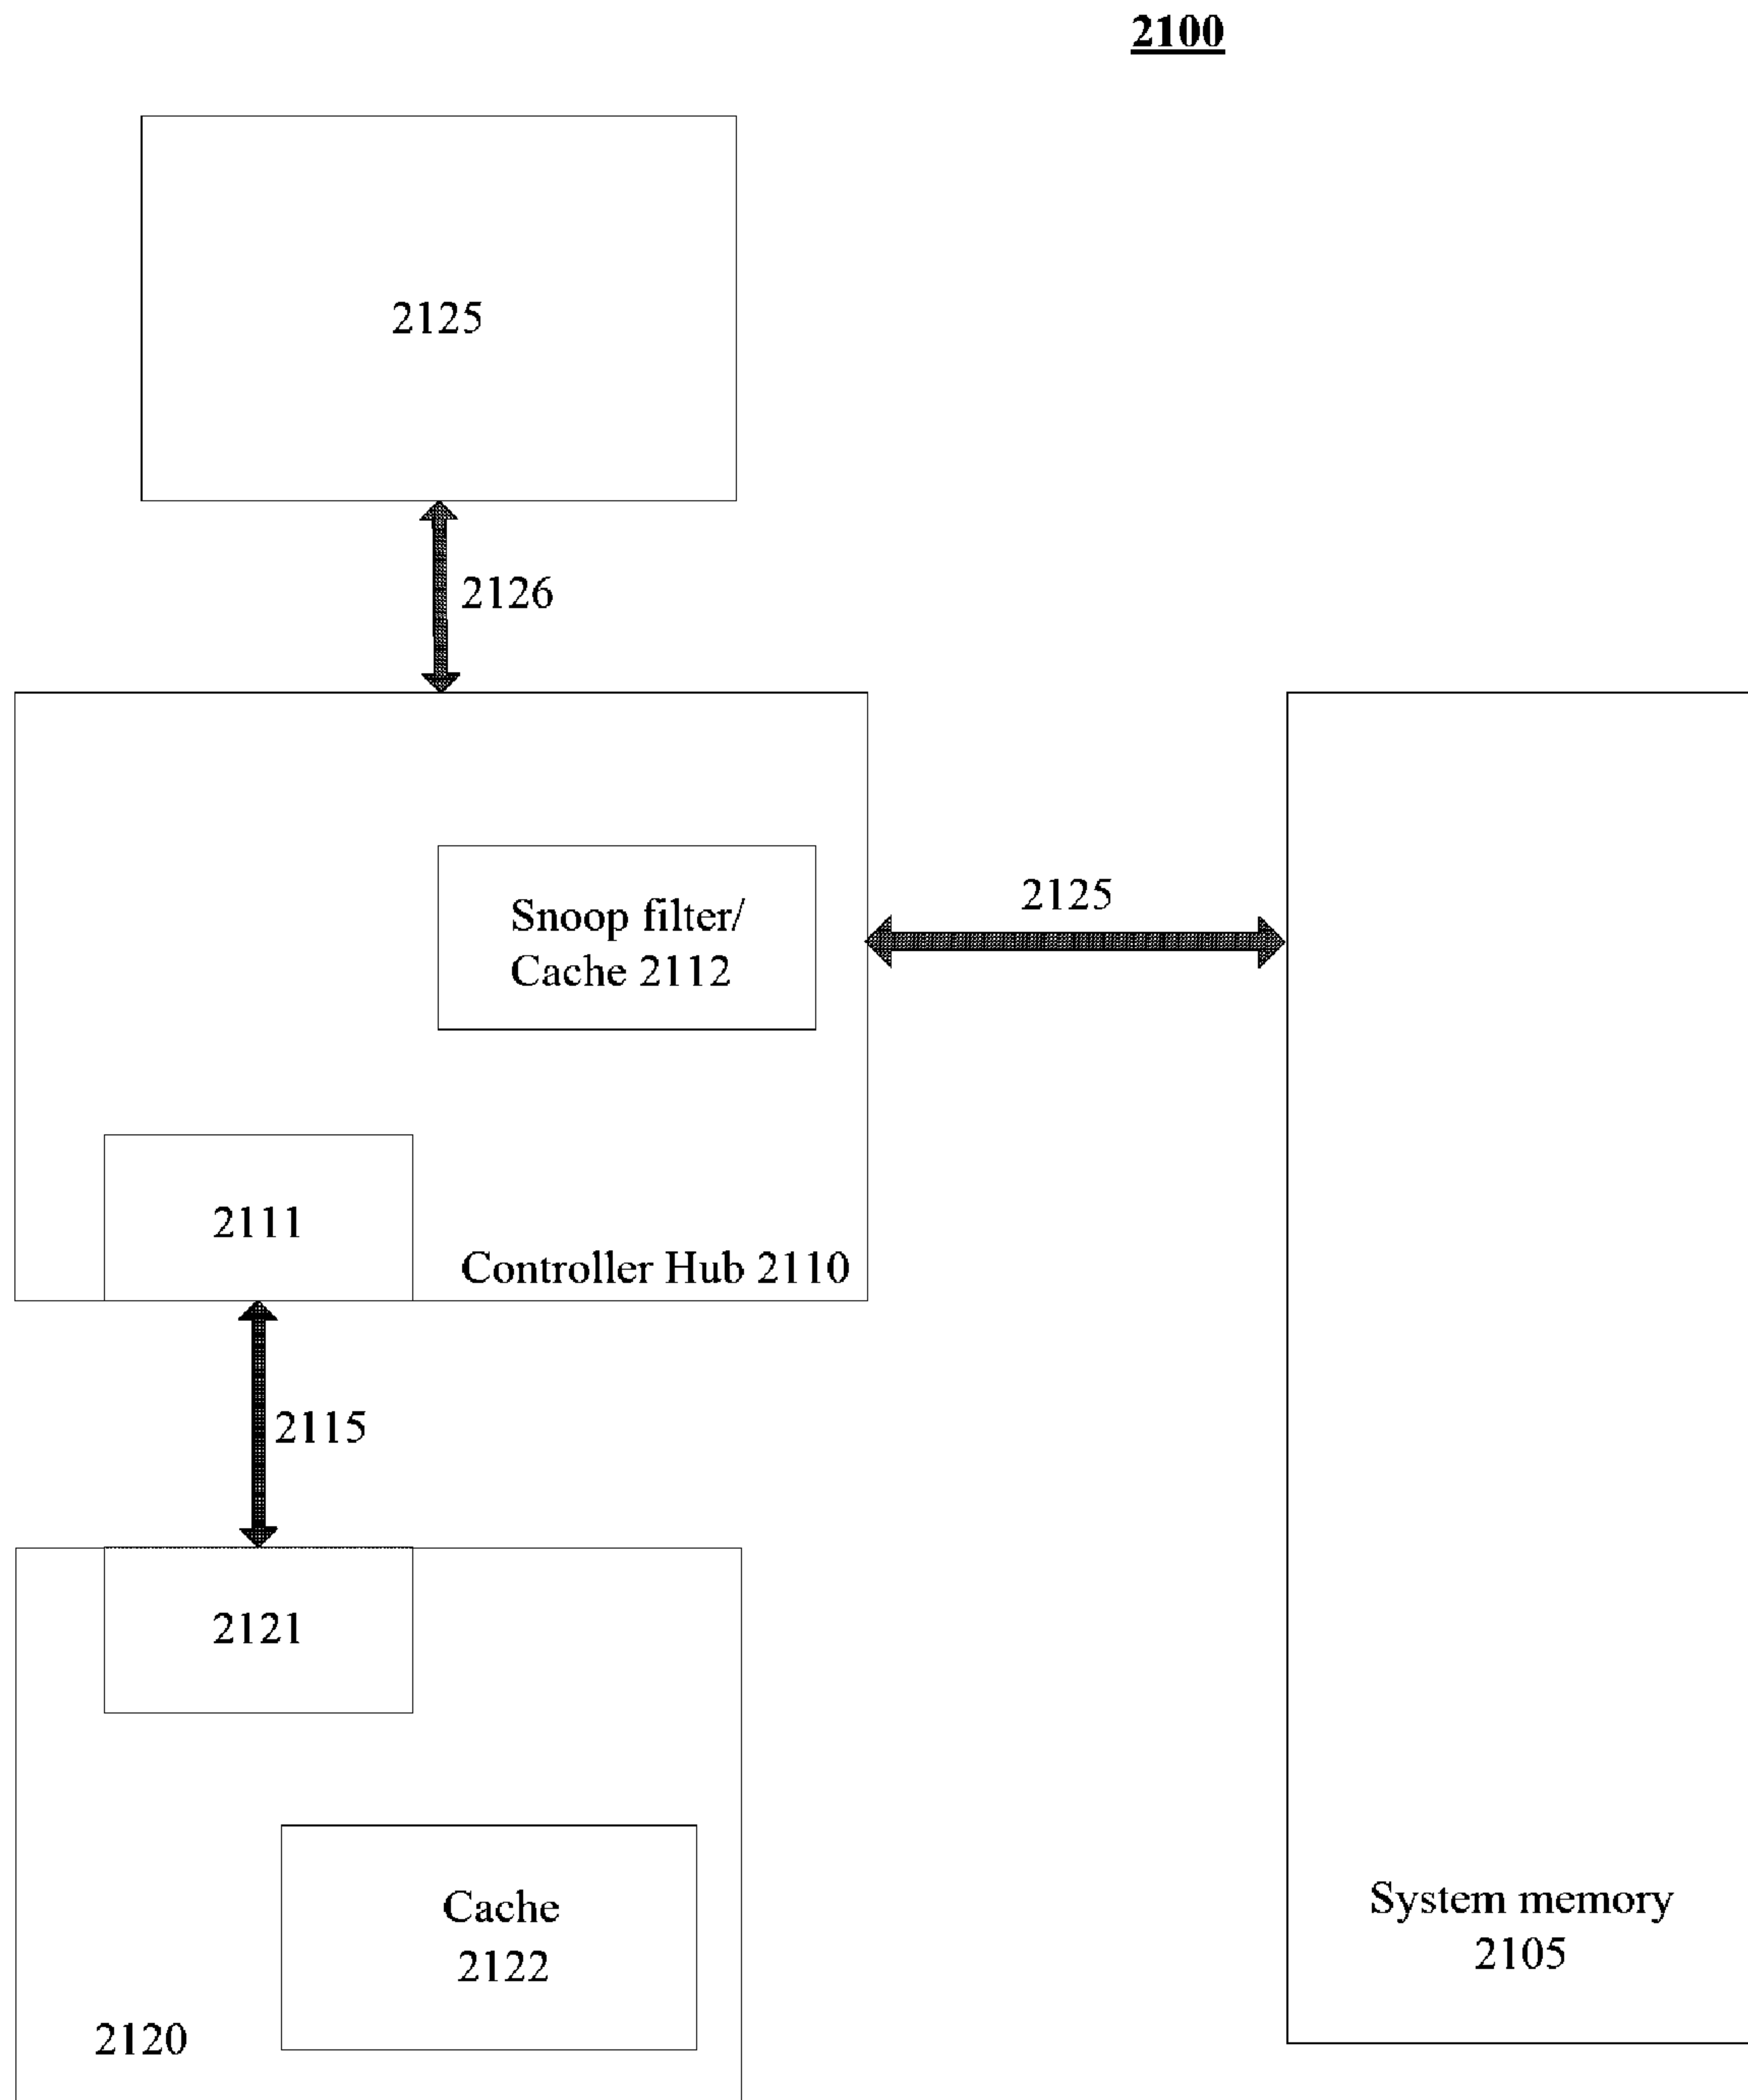 2100
2125
2126
Snoop filter/
Cache 2112
2125
2111
Controller Hub 2110
2115
2121
Cache
2122
2120
System memory
2105